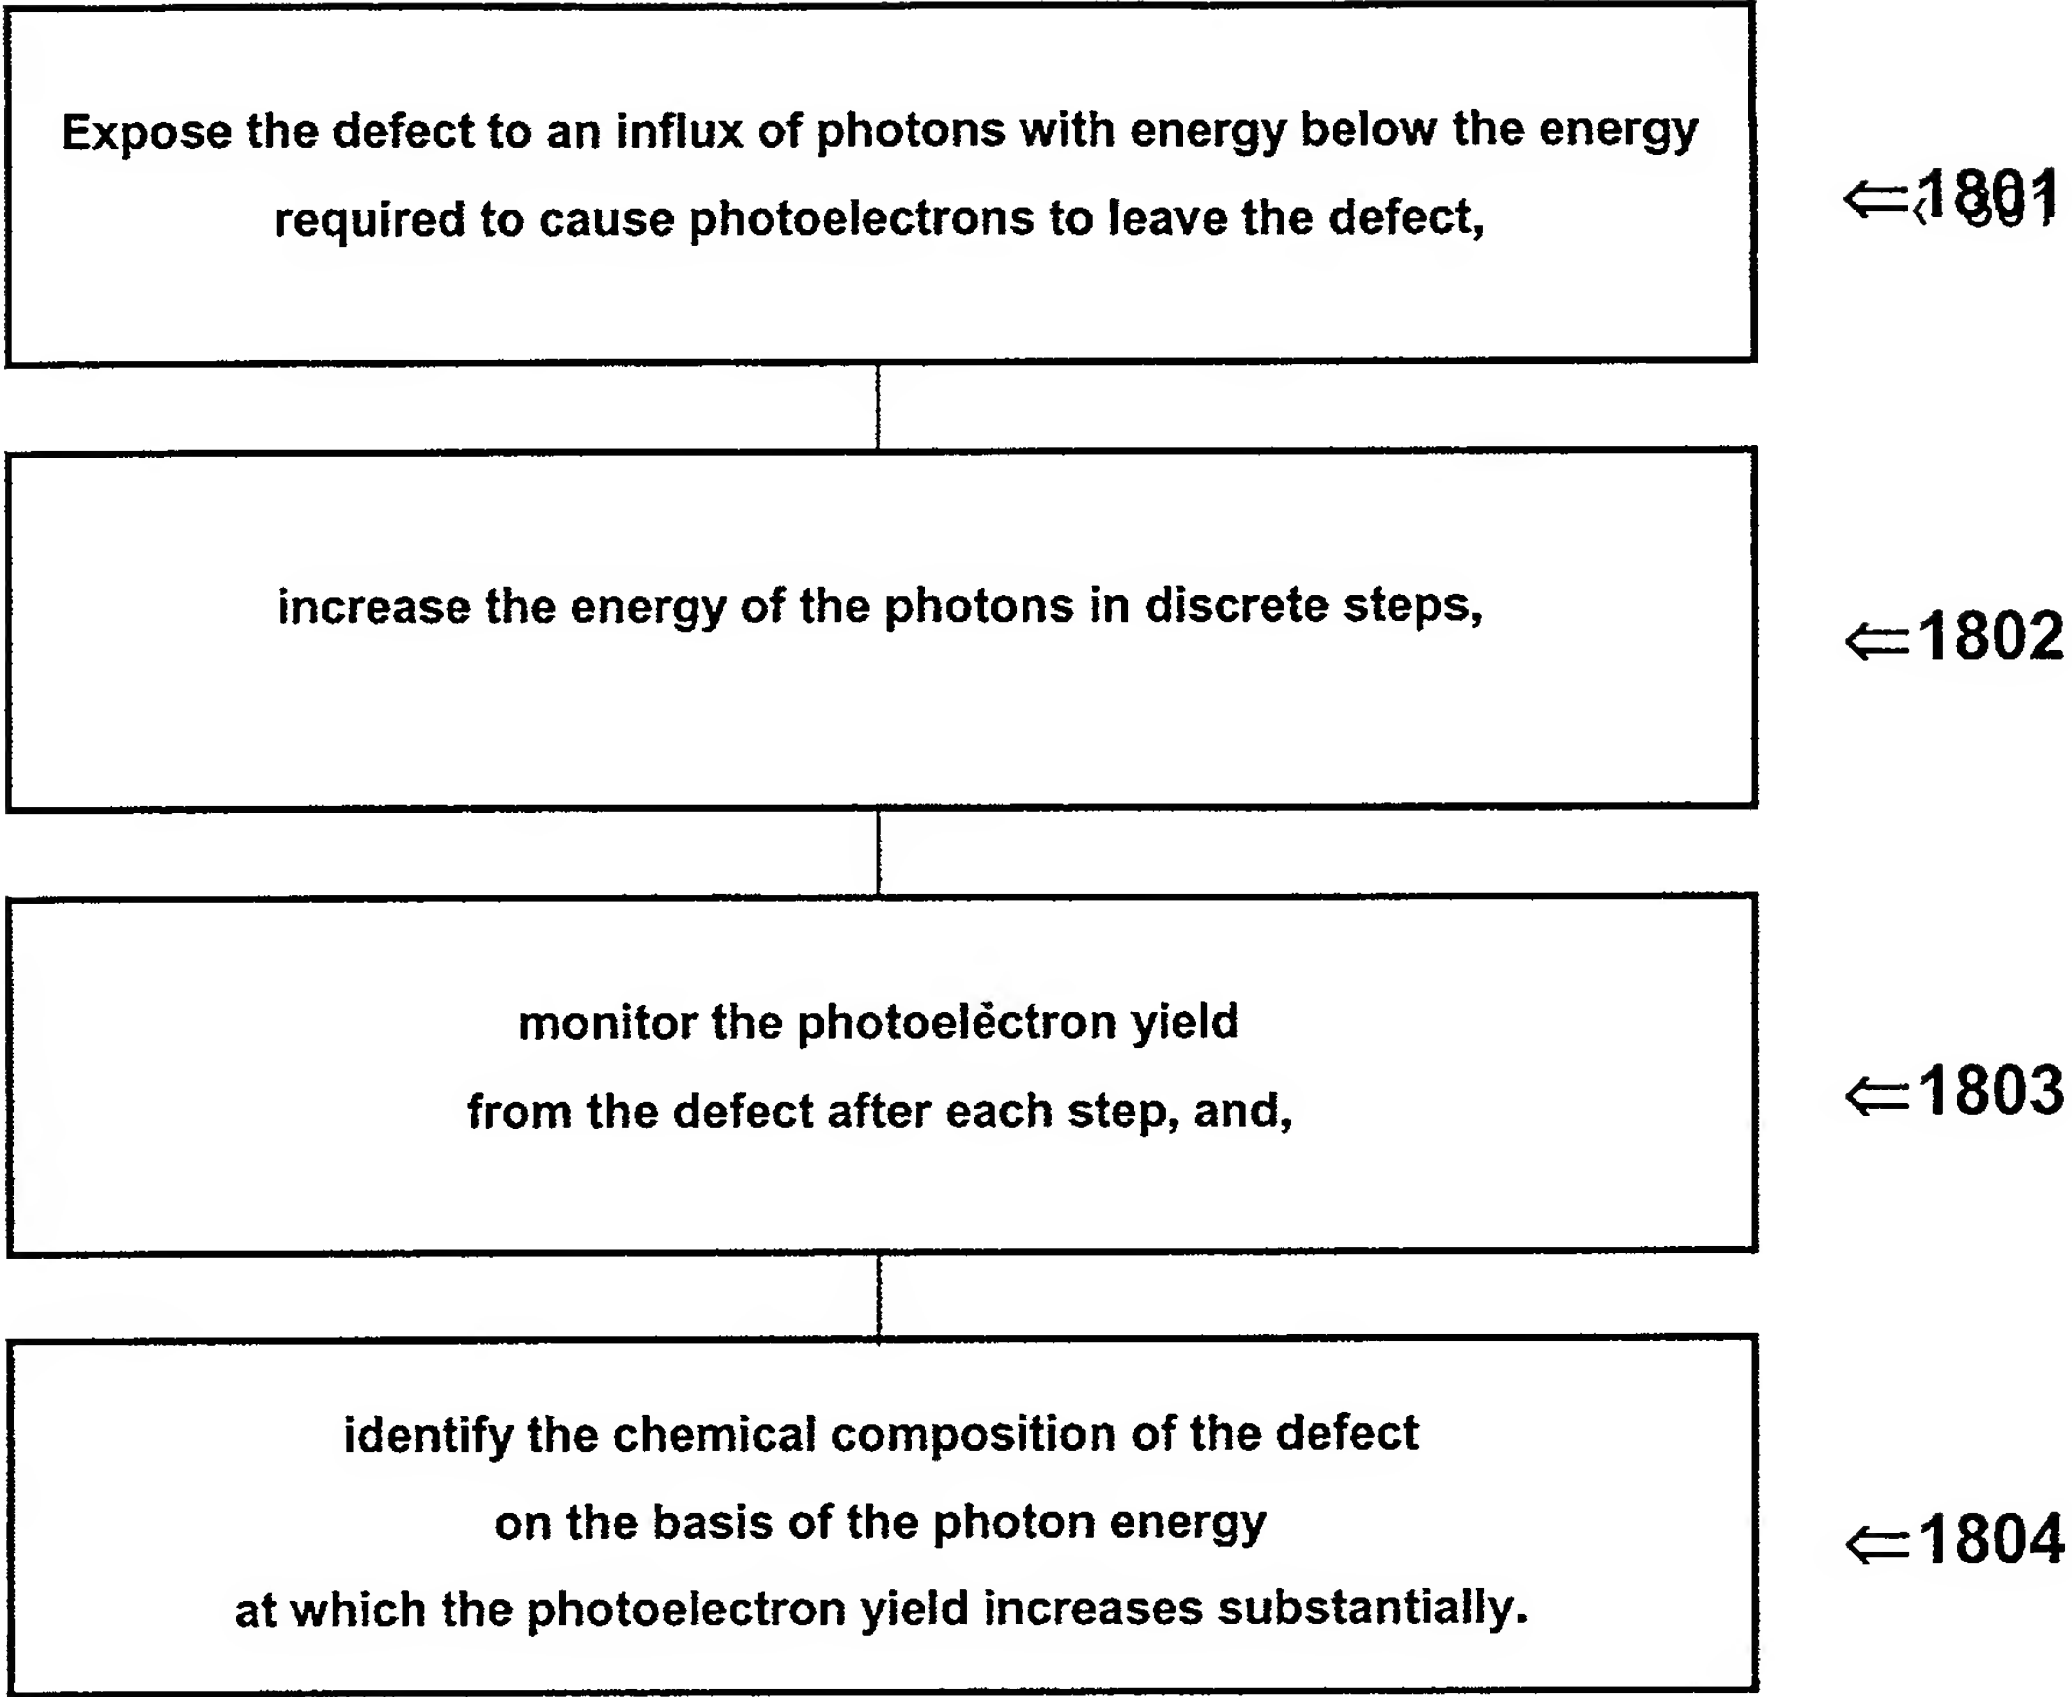 Expose the defect to an influx of photons with energy below the energy
required to cause photoelectrons to leave the defect,
⇐1801
increase the energy of the photons in discrete steps,
⇐1802
monitor the photoelectron yield
from the defect after each step, and,
⇐1803
identify the chemical composition of the defect
on the basis of the photon energy
at which the photoelectron yield increases substantially.
⇐1804